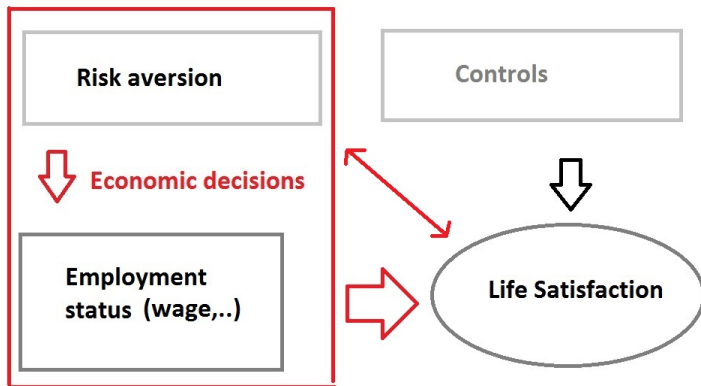 Risk aversion
Controls
Economic decisions
Employment
status (wage,..)
Life Satisfaction